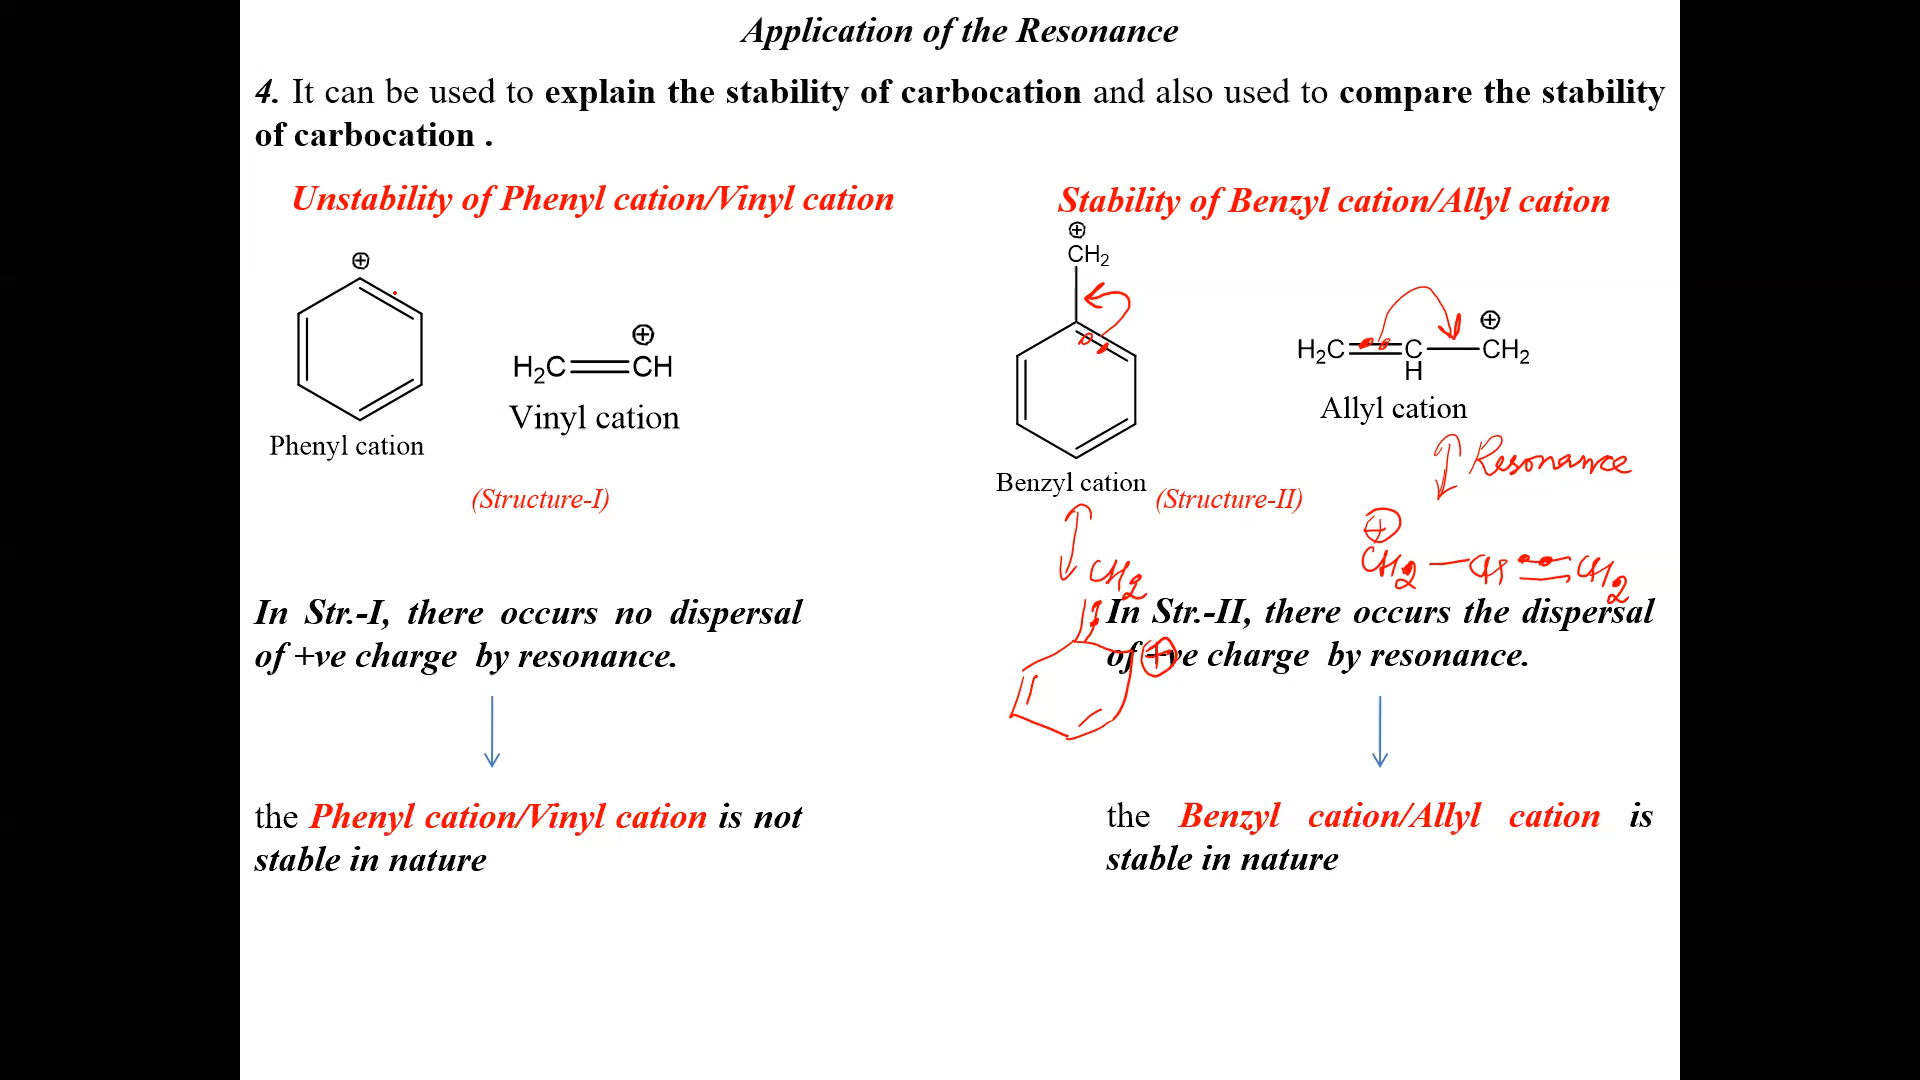 Application of the Resonance
4. It can be used to explain the stability of carbocation and also used to compare the stability
of carbocation .
Unstability of Phenyl cation/Vinyl cation
⊕
H₂C
⊕
CH
Vinyl cation
Phenyl cation
(Structure-I)
In Str.-I, there occurs no dispersal
of +ve charge by resonance.
the Phenyl cation/Vinyl cation is not
stable in nature
Stability of Benzyl cation/Allyl cation
⊕
CH₂
Benzyl cation
H₂C
C
H
⊕
CH₂
Allyl cation
(Structure-II)
Resonance
⊕
CH₂ — CH = CH₂
CH₂
⊕
In Str.-II, there occurs the dispersal
of +ve charge by resonance.
the Benzyl cation/Allyl cation is
stable in nature